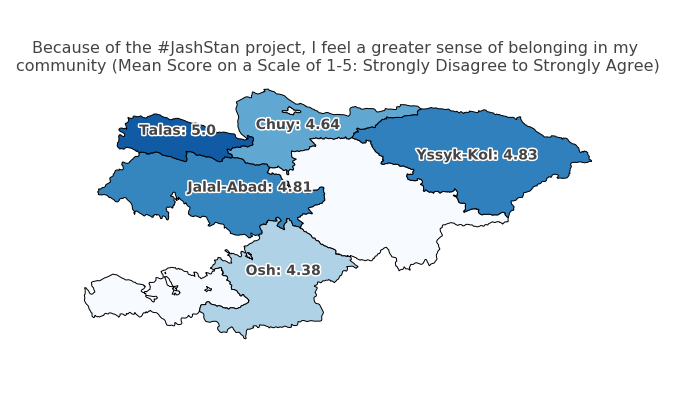 Because of the #JashStan project, I feel a greater sense of belonging in my
community (Mean Score on a Scale of 1-5: Strongly Disagree to Strongly Agree)
Talas: 5.0
Chuy: 4.64
Yssyk-Kol: 4.83
Jalal-Abad: 4.81
Osh: 4.38